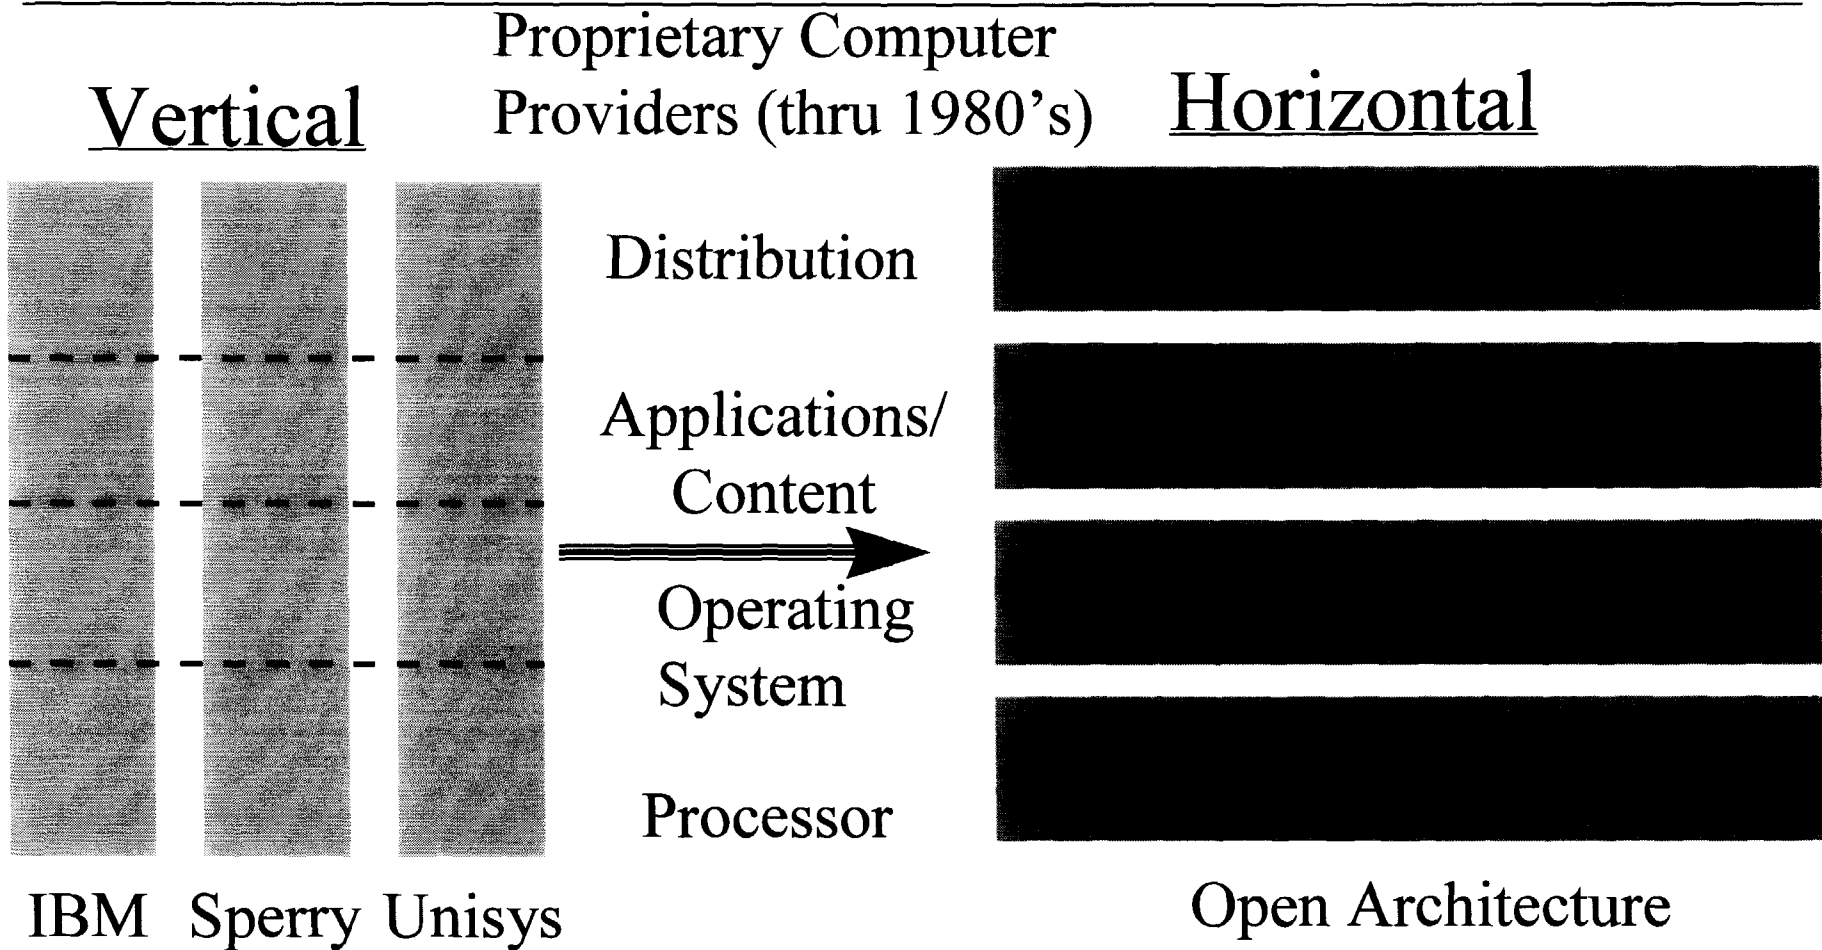 Proprietary Computer
Providers (thru 1980's)
Vertical
Horizontal
Distribution
Applications/
Content
Operating
System
Processor
IBM Sperry Unisys
Open Architecture